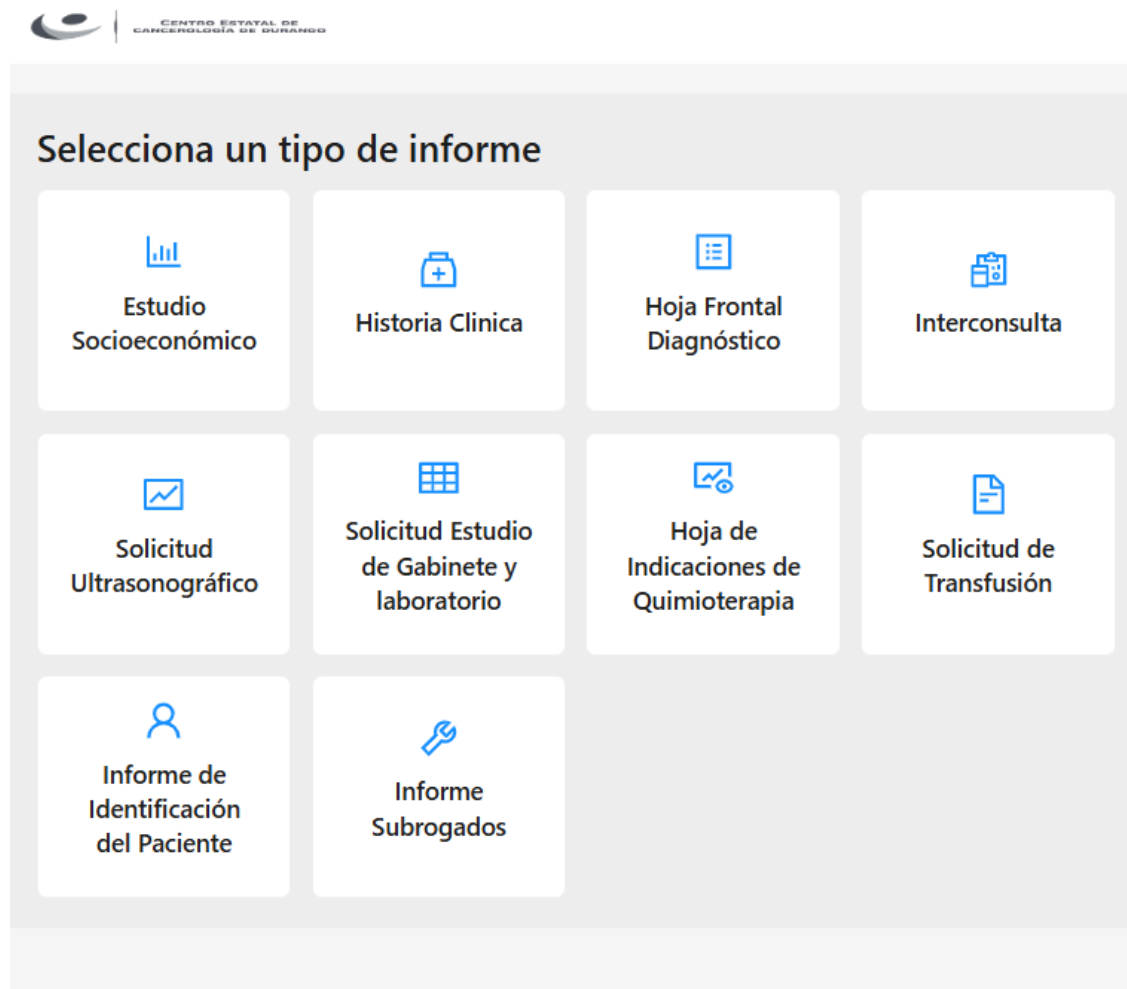 CENTRO ESTATAL DE
CANCEROLOGÍA DE DURANGO
Selecciona un tipo de informe
Estudio
Socioeconómico
Historia Clinica
Hoja Frontal
Diagnóstico
Interconsulta
Solicitud
Ultrasonográfico
Solicitud Estudio
de Gabinete y
laboratorio
Hoja de
Indicaciones de
Quimioterapia
Solicitud de
Transfusión
Informe de
Identificación
del Paciente
Informe
Subrogados